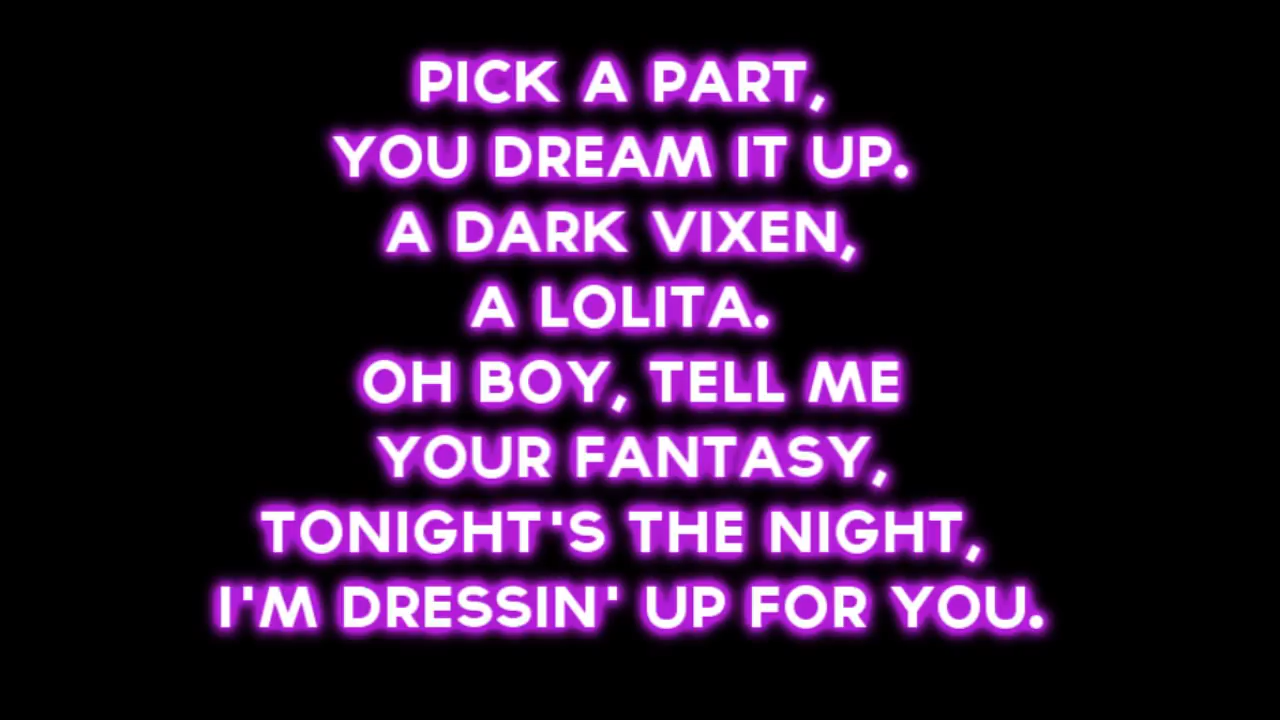 PICK A PART,
YOU DREAM IT UP.
A DARK VIXEN,
A LOLITA.
OH BOY, TELL ME
YOUR FANTASY,
TONIGHT'S THE NIGHT,
I'M DRESSIN' UP FOR YOU.